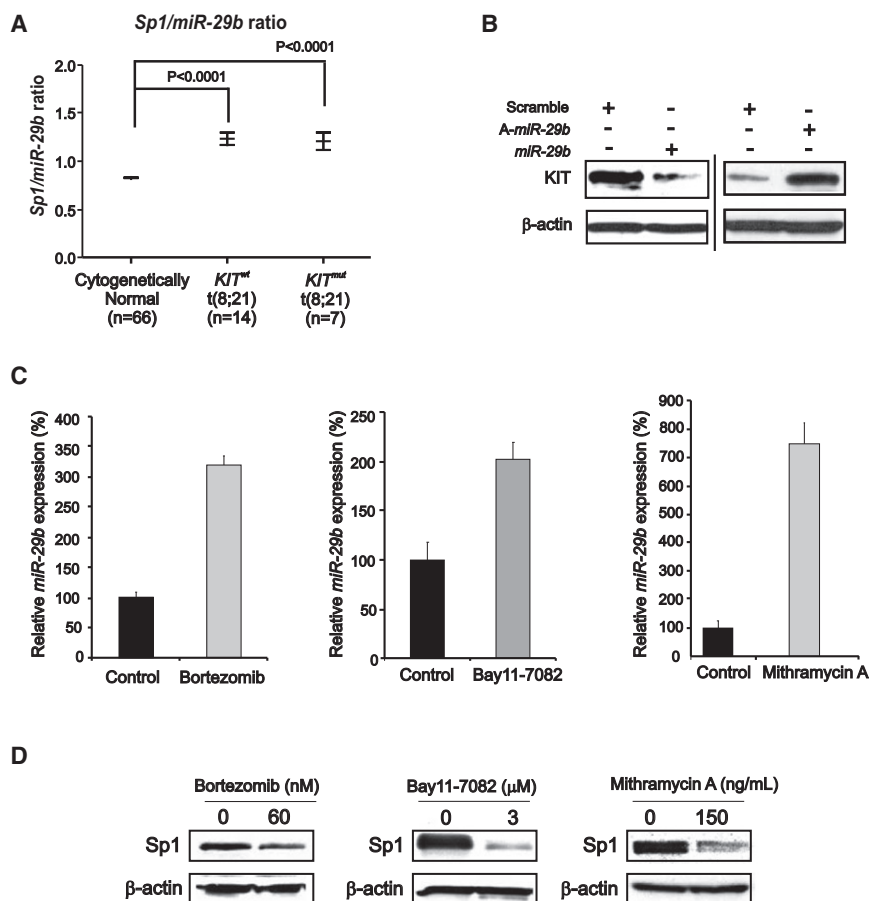 A
Sp1/miR-29b ratio
P<0.0001
P<0.0001
Sp1/miR-29b ratio
2.0
1.5
1.0
0.5
0.0
Cytogenetically
Normal
(n=66)
KITwt
t(8;21)
(n=14)
KITmut
t(8;21)
(n=7)
B
Scramble + - + -
A-miR-29b - - - +
miR-29b - + - -
KIT
β-actin
C
Relative miR-29b expression (%)
400
350
300
250
200
150
100
50
0
Control Bortezomib
Relative miR-29b expression (%)
250
200
150
100
50
0
Control Bay11-7082
Relative miR-29b expression (%)
900
800
700
600
500
400
300
200
100
0
Control Mithramycin A
D
Bortezomib (nM)
0 60
Sp1
β-actin
Bay11-7082 (μM)
0 3
Sp1
β-actin
Mithramycin A (ng/mL)
0 150
Sp1
β-actin